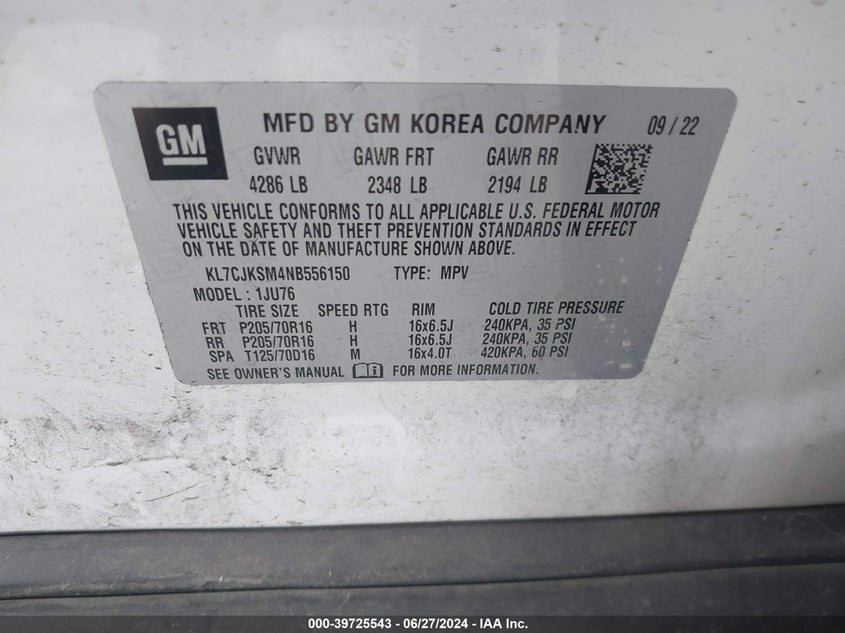 GM
MFD BY GM KOREA COMPANY 09 / 22
GVWR GAWR FRT GAWR RR
4286 LB 2348 LB 2194 LB
THIS VEHICLE CONFORMS TO ALL APPLICABLE U.S. FEDERAL MOTOR
VEHICLE SAFETY AND THEFT PREVENTION STANDARDS IN EFFECT
ON THE DATE OF MANUFACTURE SHOWN ABOVE.
KL7CJKSM4NB556150 TYPE: MPV
MODEL : 1JU76
TIRE SIZE SPEED RTG RIM COLD TIRE PRESSURE
FRT P205/70R16 H 16x6.5J 240KPA, 35 PSI
RR P205/70R16 H 16x6.5J 240KPA, 35 PSI
SPA T125/70D16 M 16x4.0T 420KPA, 60 PSI
SEE OWNER'S MANUAL FOR MORE INFORMATION.
000-39725543 - 06/27/2024 - IAA Inc.